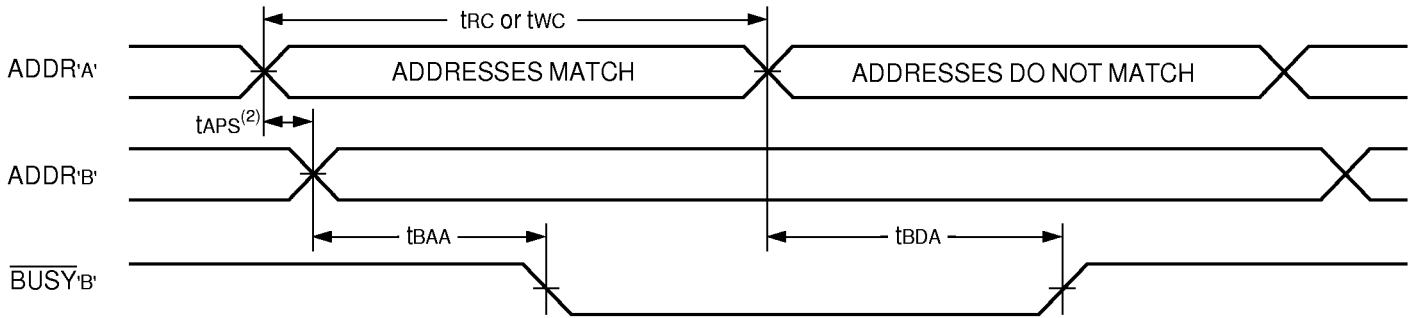 tRC or tWC
ADDR'A'
ADDRESSES MATCH
ADDRESSES DO NOT MATCH
tAPS(2)
ADDR'B'
tBAA
tBDA
BUSY'B'